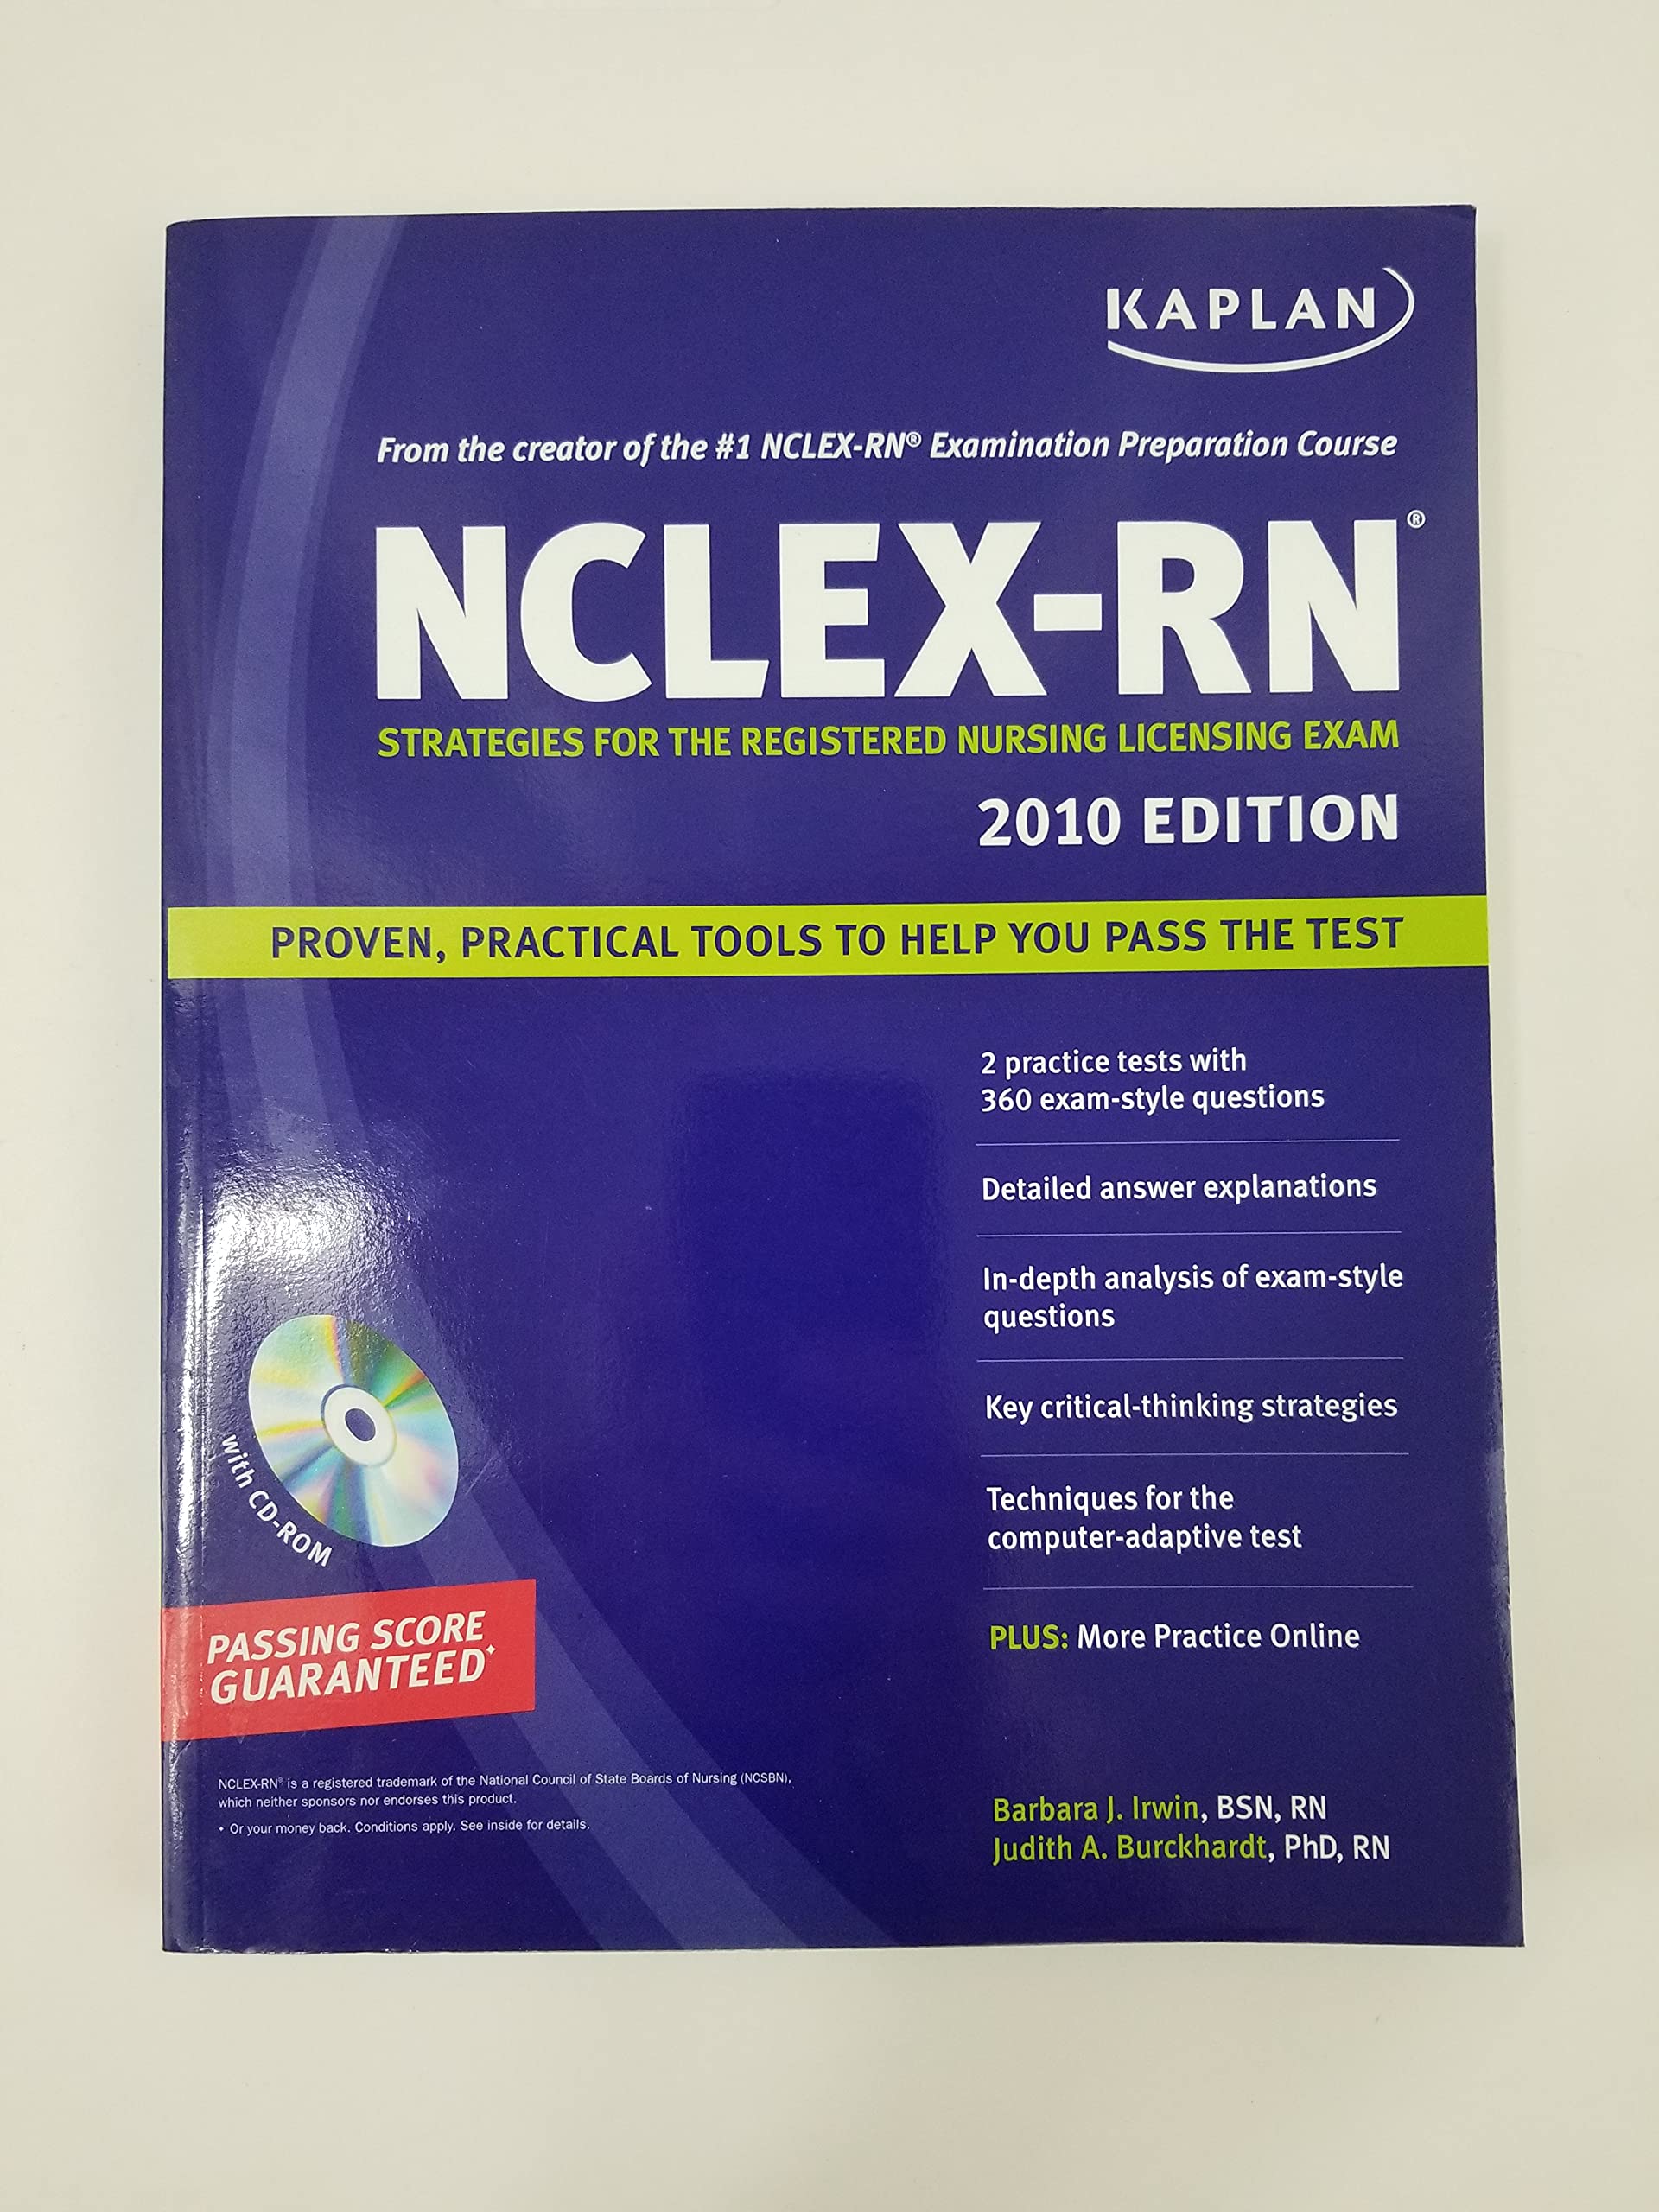 KAPLAN
From the creator of the #1 NCLEX-RN® Examination Preparation Course
NCLEX-RN®
STRATEGIES FOR THE REGISTERED NURSING LICENSING EXAM
2010 EDITION
PROVEN, PRACTICAL TOOLS TO HELP YOU PASS THE TEST
2 practice tests with
360 exam-style questions
Detailed answer explanations
In-depth analysis of exam-style
questions
Key critical-thinking strategies
Techniques for the
computer-adaptive test
PLUS: More Practice Online
with CD-ROM
PASSING SCORE
GUARANTEED✦
NCLEX-RN® is a registered trademark of the National Council of State Boards of Nursing (NCSBN),
which neither sponsors nor endorses this product.
✦ Or your money back. Conditions apply. See inside for details.
Barbara J. Irwin, BSN, RN
Judith A. Burckhardt, PhD, RN